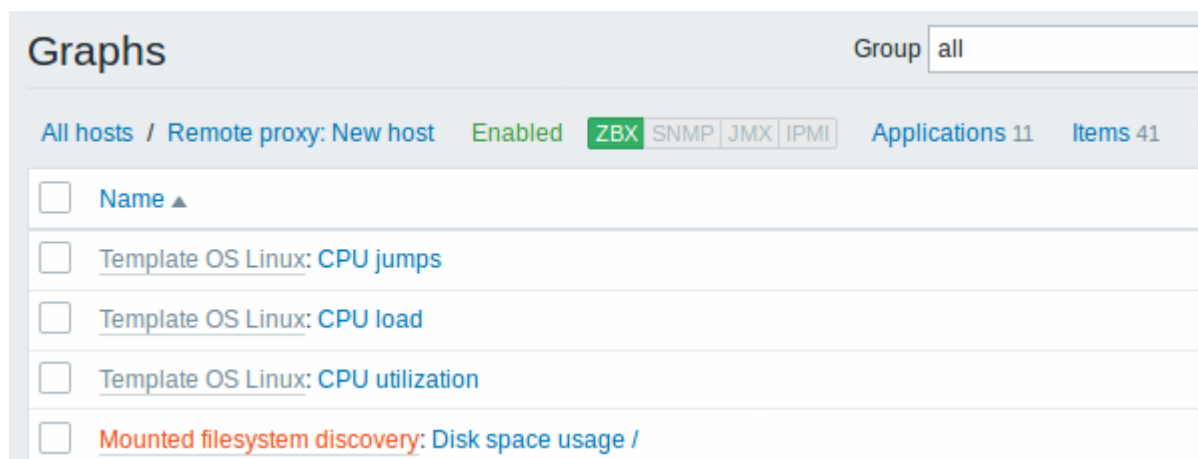 Graphs Group all
All hosts / Remote proxy: New host Enabled ZBX SNMP JMX IPMI Applications 11 Items 41
Name ▲
Template OS Linux: CPU jumps
Template OS Linux: CPU load
Template OS Linux: CPU utilization
Mounted filesystem discovery: Disk space usage /